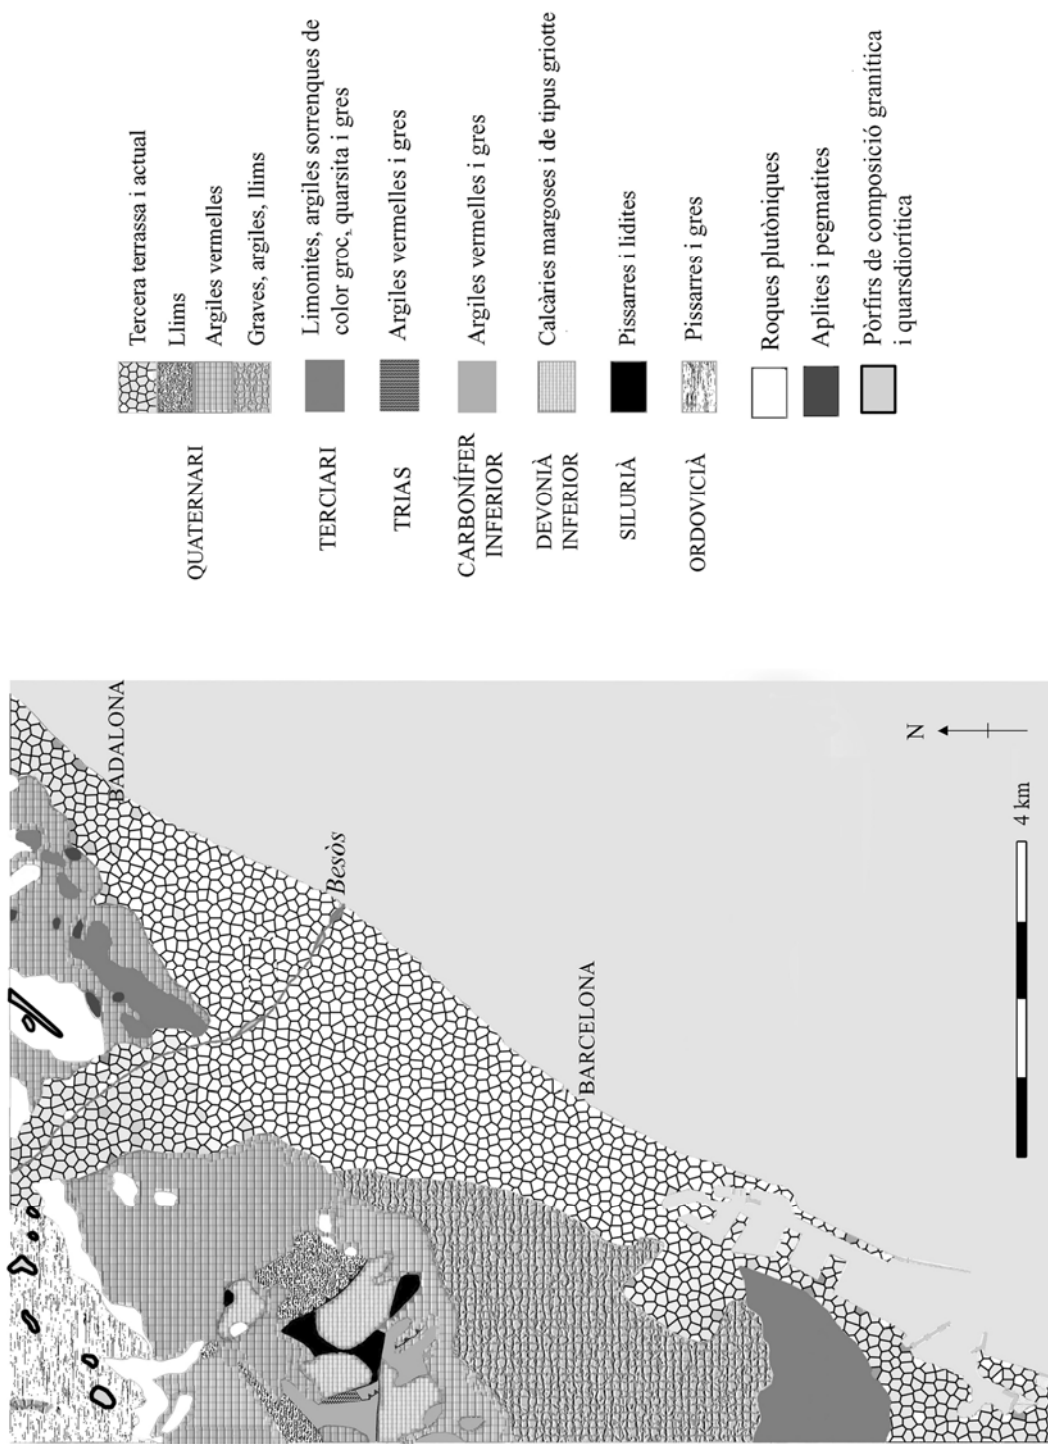 BADALONA
Besòs
BARCELONA
N
4 km
QUATERNARI
Tercera terrassa i actual
Llims
Argiles vermelles
Graves, argiles, llims
TERCIARI
Limonites, argiles sorrenques de
color groc, quarsita i gres
TRIAS
Argiles vermelles i gres
CARBONÍFER
INFERIOR
Argiles vermelles i gres
DEVONIÀ
INFERIOR
Calcàries margoses i de tipus griotte
SILURIÀ
Pissarres i lidites
ORDOVICIÀ
Pissarres i gres
Roques plutòniques
Aplites i pegmatites
Pòrfirs de composició granítica
i quarsdiorítica